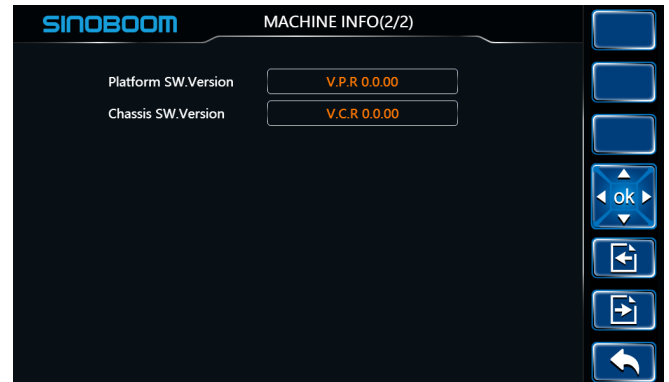 SINOBOOM
MACHINE INFO(2/2)
Platform SW.Version
V.P.R 0.0.00
Chassis SW.Version
V.C.R 0.0.00
ok